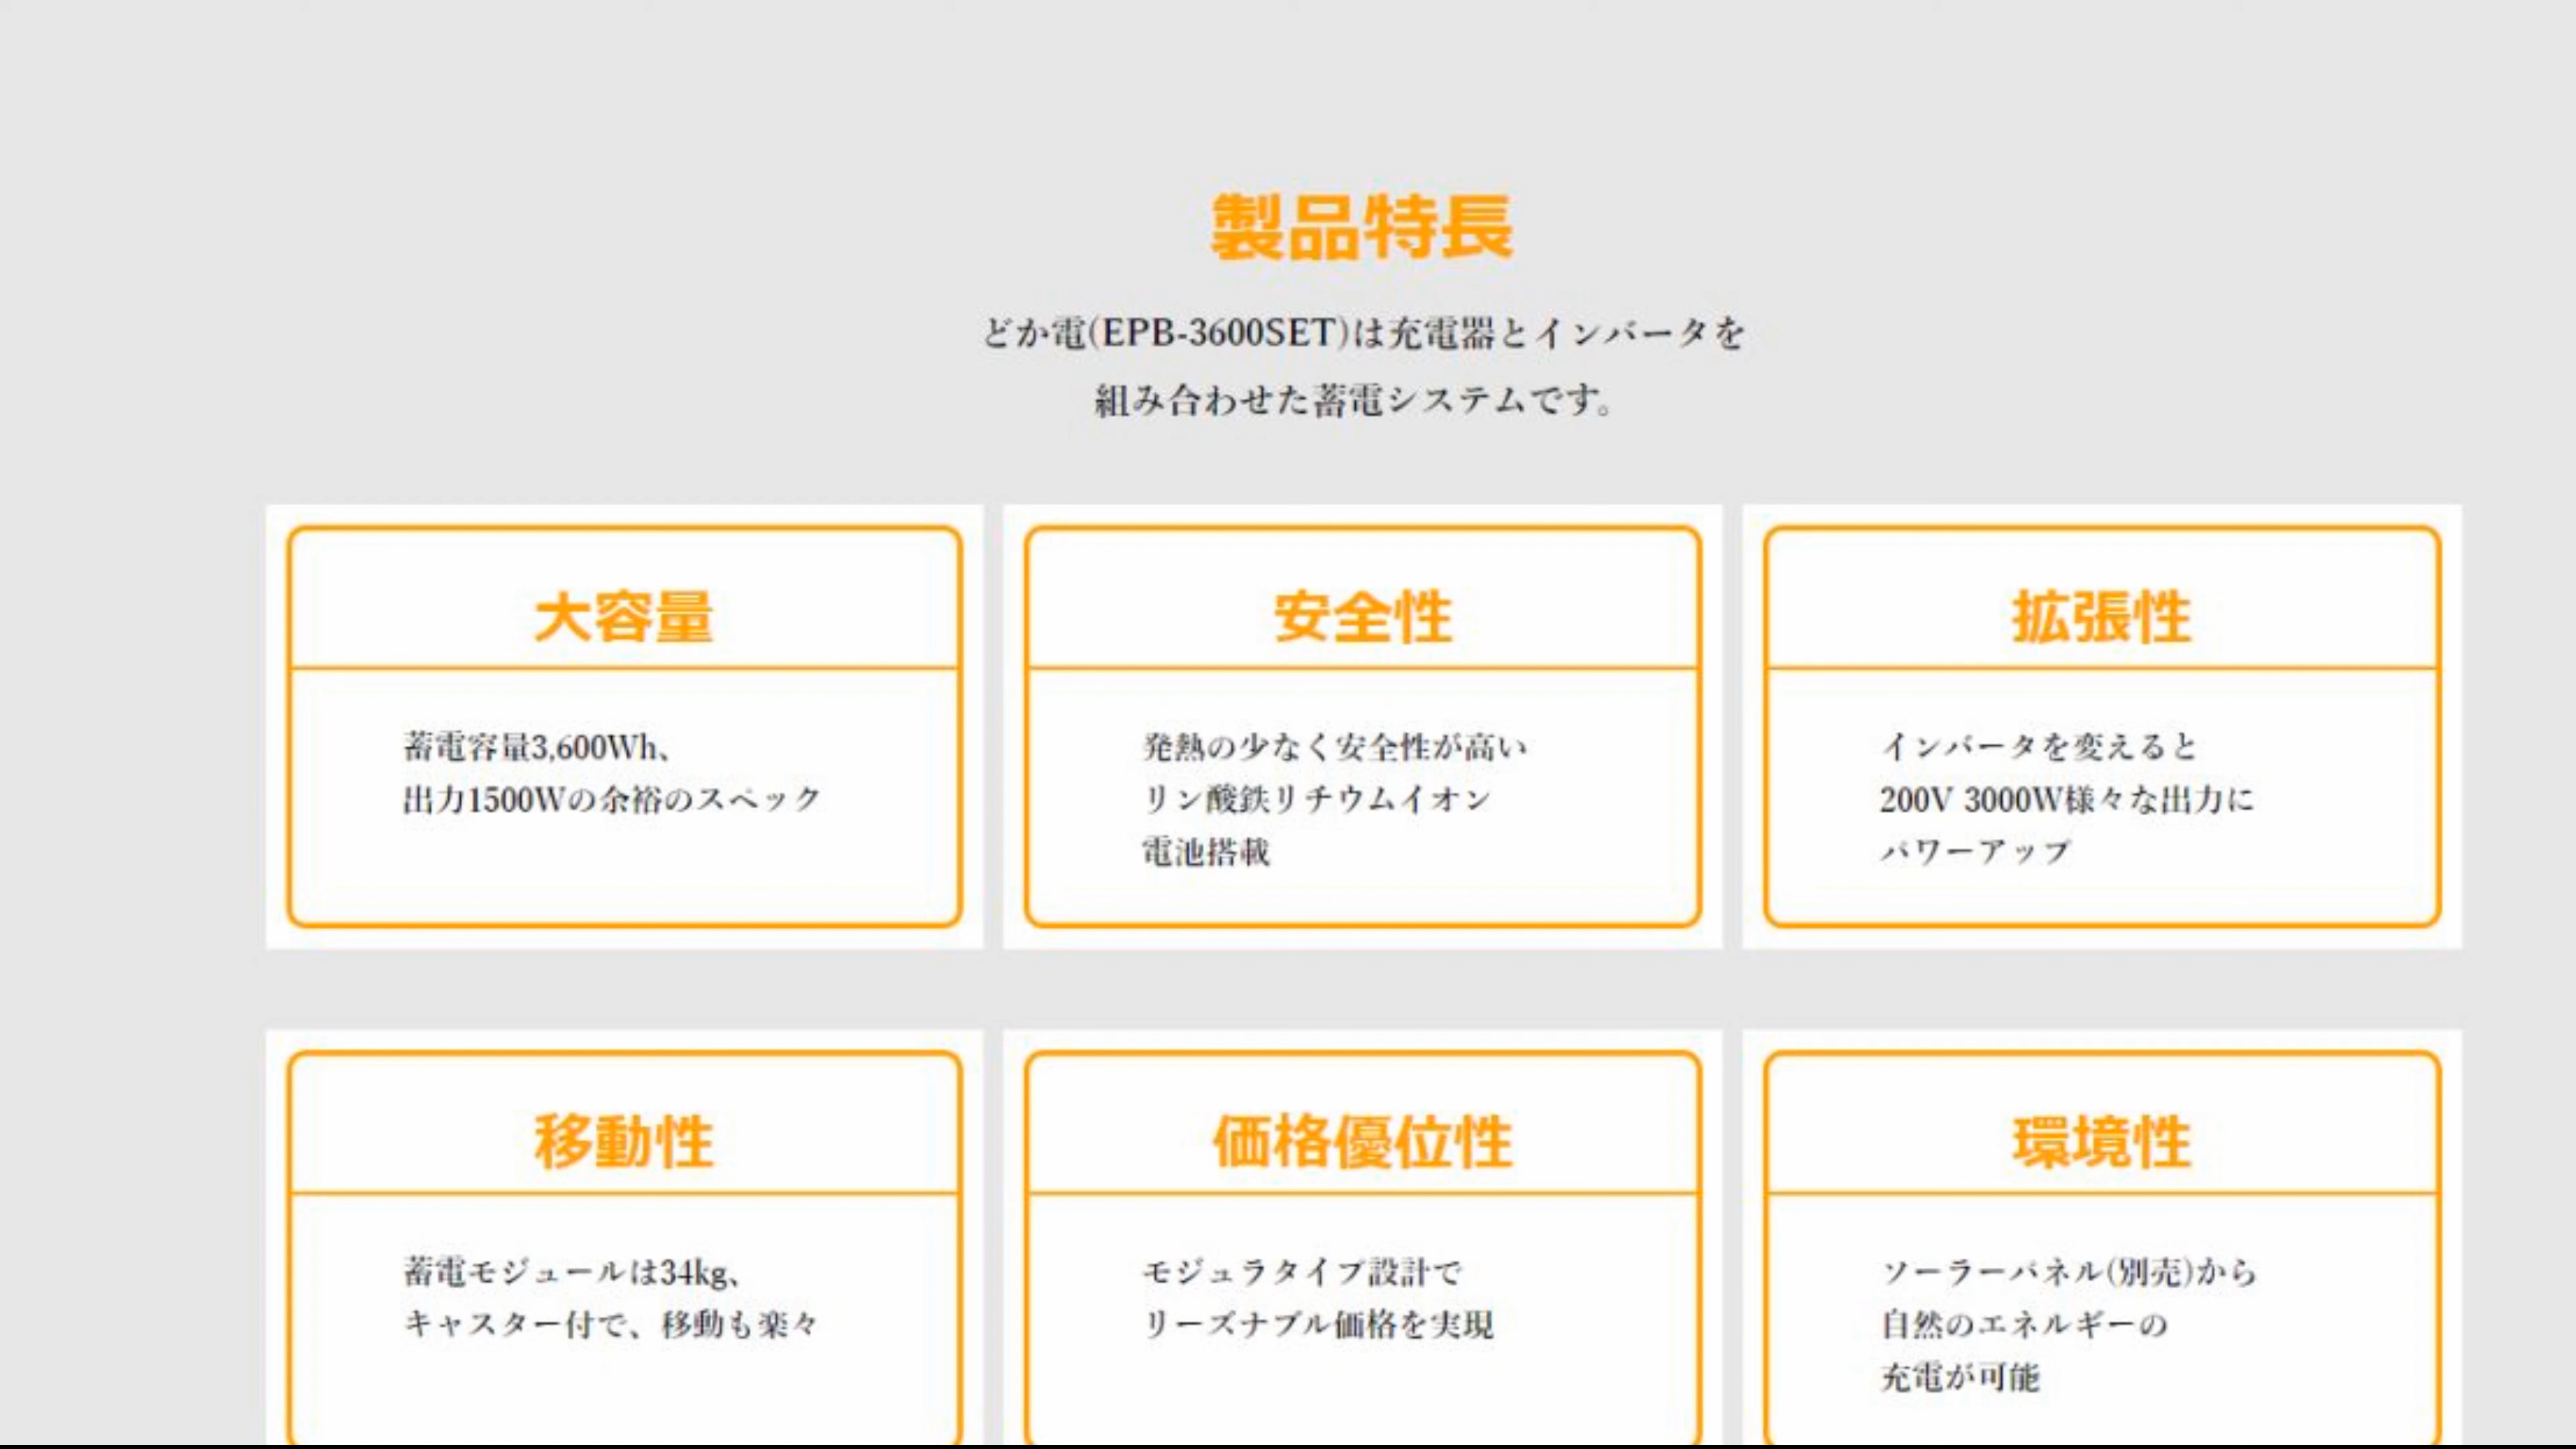 製品特長
どか電(EPB-3600SET)は充電器とインバータを
組み合わせた蓄電システムです。
大容量
蓄電容量3,600Wh、
出力1500Wの余裕のスペック
安全性
発熱の少なく安全性が高い
リン酸鉄リチウムイオン
電池搭載
拡張性
インバータを変えると
200V 3000W様々な出力に
パワーアップ
移動性
蓄電モジュールは34kg、
キャスター付で、移動も楽々
価格優位性
モジュラタイプ設計で
リーズナブル価格を実現
環境性
ソーラーパネル(別売)から
自然のエネルギーの
充電が可能